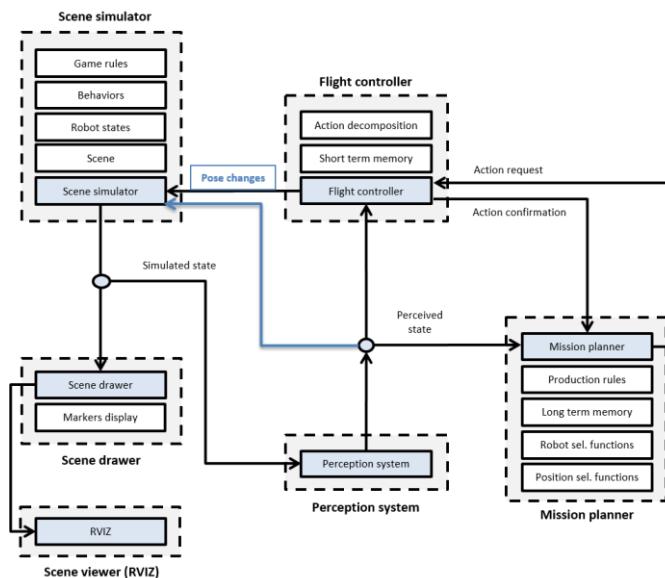 Scene simulator
Game rules
Behaviors
Robot states
Scene
Scene simulator
Flight controller
Action decomposition
Short term memory
Flight controller
Pose changes
Action request
Action confirmation
Simulated state
Perceived
state
Scene drawer
Markers display
Scene drawer
Perception system
Perception system
Mission planner
Production rules
Long term memory
Robot sel. functions
Position sel. functions
Mission planner
RVIZ
Scene viewer (RVIZ)